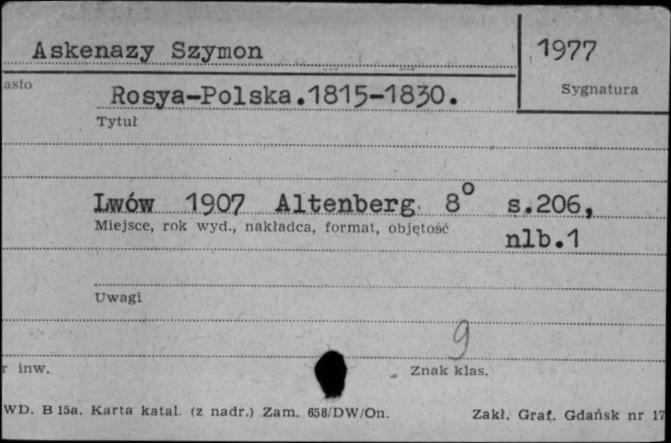 Askenazy Szymon 1977
asło Sygnatura
Rosya-Polska.1815-1830.
Tytuł
Lwów 1907 Altenberg 8° s.206,
Miejsce, rok wyd., nakładca, format, objętość
nlb.1
Uwagi
9
r inw. Znak klas.
WD. B 15a. Karta katal. (z nadr.) Zam. 658/DW/On. Zakł. Graf. Gdańsk nr 17